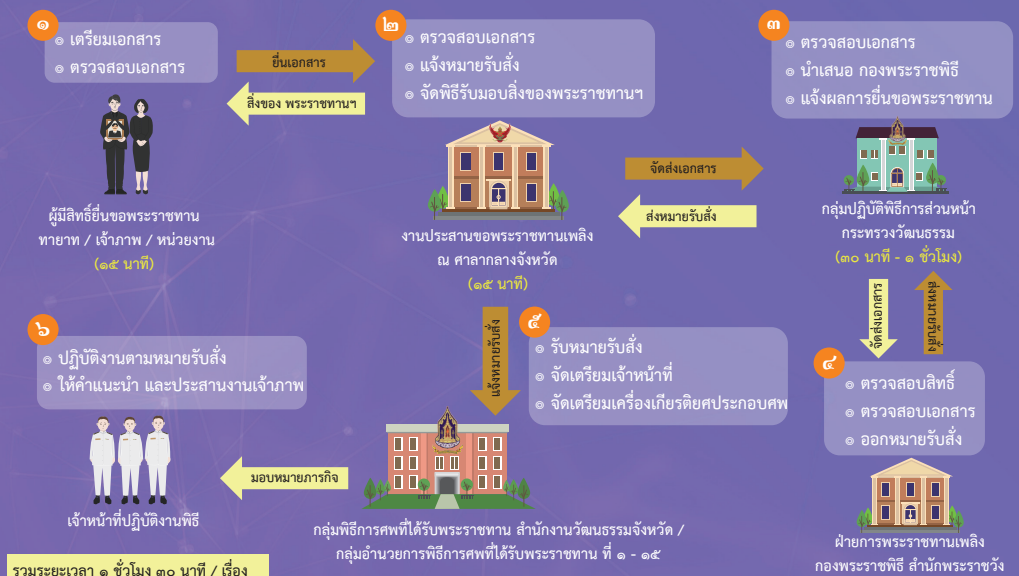 ๑
◎ เตรียมเอกสาร
◎ ตรวจสอบเอกสาร
ยื่นเอกสาร
สิ่งของ พระราชทานฯ
ผู้มีสิทธิ์ยื่นขอพระราชทาน
ทายาท / เจ้าภาพ / หน่วยงาน
(๑๕ นาที)
๒
◎ ตรวจสอบเอกสาร
◎ แจ้งหมายรับสั่ง
◎ จัดพิธีรับมอบสิ่งของพระราชทานฯ
งานประสานขอพระราชทานเพลิง
ณ ศาลากลางจังหวัด
(๑๕ นาที)
จัดส่งเอกสาร
ส่งหมายรับสั่ง
๓
◎ ตรวจสอบเอกสาร
◎ นำเสนอ กองพระราชพิธี
◎ แจ้งผลการยื่นขอพระราชทาน
กลุ่มปฏิบัติพิธีการส่วนหน้า
กระทรวงวัฒนธรรม
(๓๐ นาที - ๑ ชั่วโมง)
จัดส่งเอกสาร
ส่งหมายรับสั่ง
๔
◎ ตรวจสอบสิทธิ์
◎ ตรวจสอบเอกสาร
◎ ออกหมายรับสั่ง
ฝ่ายการพระราชทานเพลิง
กองพระราชพิธี สำนักพระราชวัง
แจ้งหมายรับสั่ง
๕
◎ รับหมายรับสั่ง
◎ จัดเตรียมเจ้าหน้าที่
◎ จัดเตรียมเครื่องเกียรติยศประกอบศพ
กลุ่มพิธีการศพที่ได้รับพระราชทาน สำนักงานวัฒนธรรมจังหวัด /
กลุ่มอำนวยการพิธีการศพที่ได้รับพระราชทาน ที่ ๑ - ๑๕
มอบหมายภารกิจ
๖
◎ ปฏิบัติงานตามหมายรับสั่ง
◎ ให้คำแนะนำ และประสานงานเจ้าภาพ
เจ้าหน้าที่ปฏิบัติงานพิธี
รวมระยะเวลา ๑ ชั่วโมง ๓๐ นาที / เรื่อง